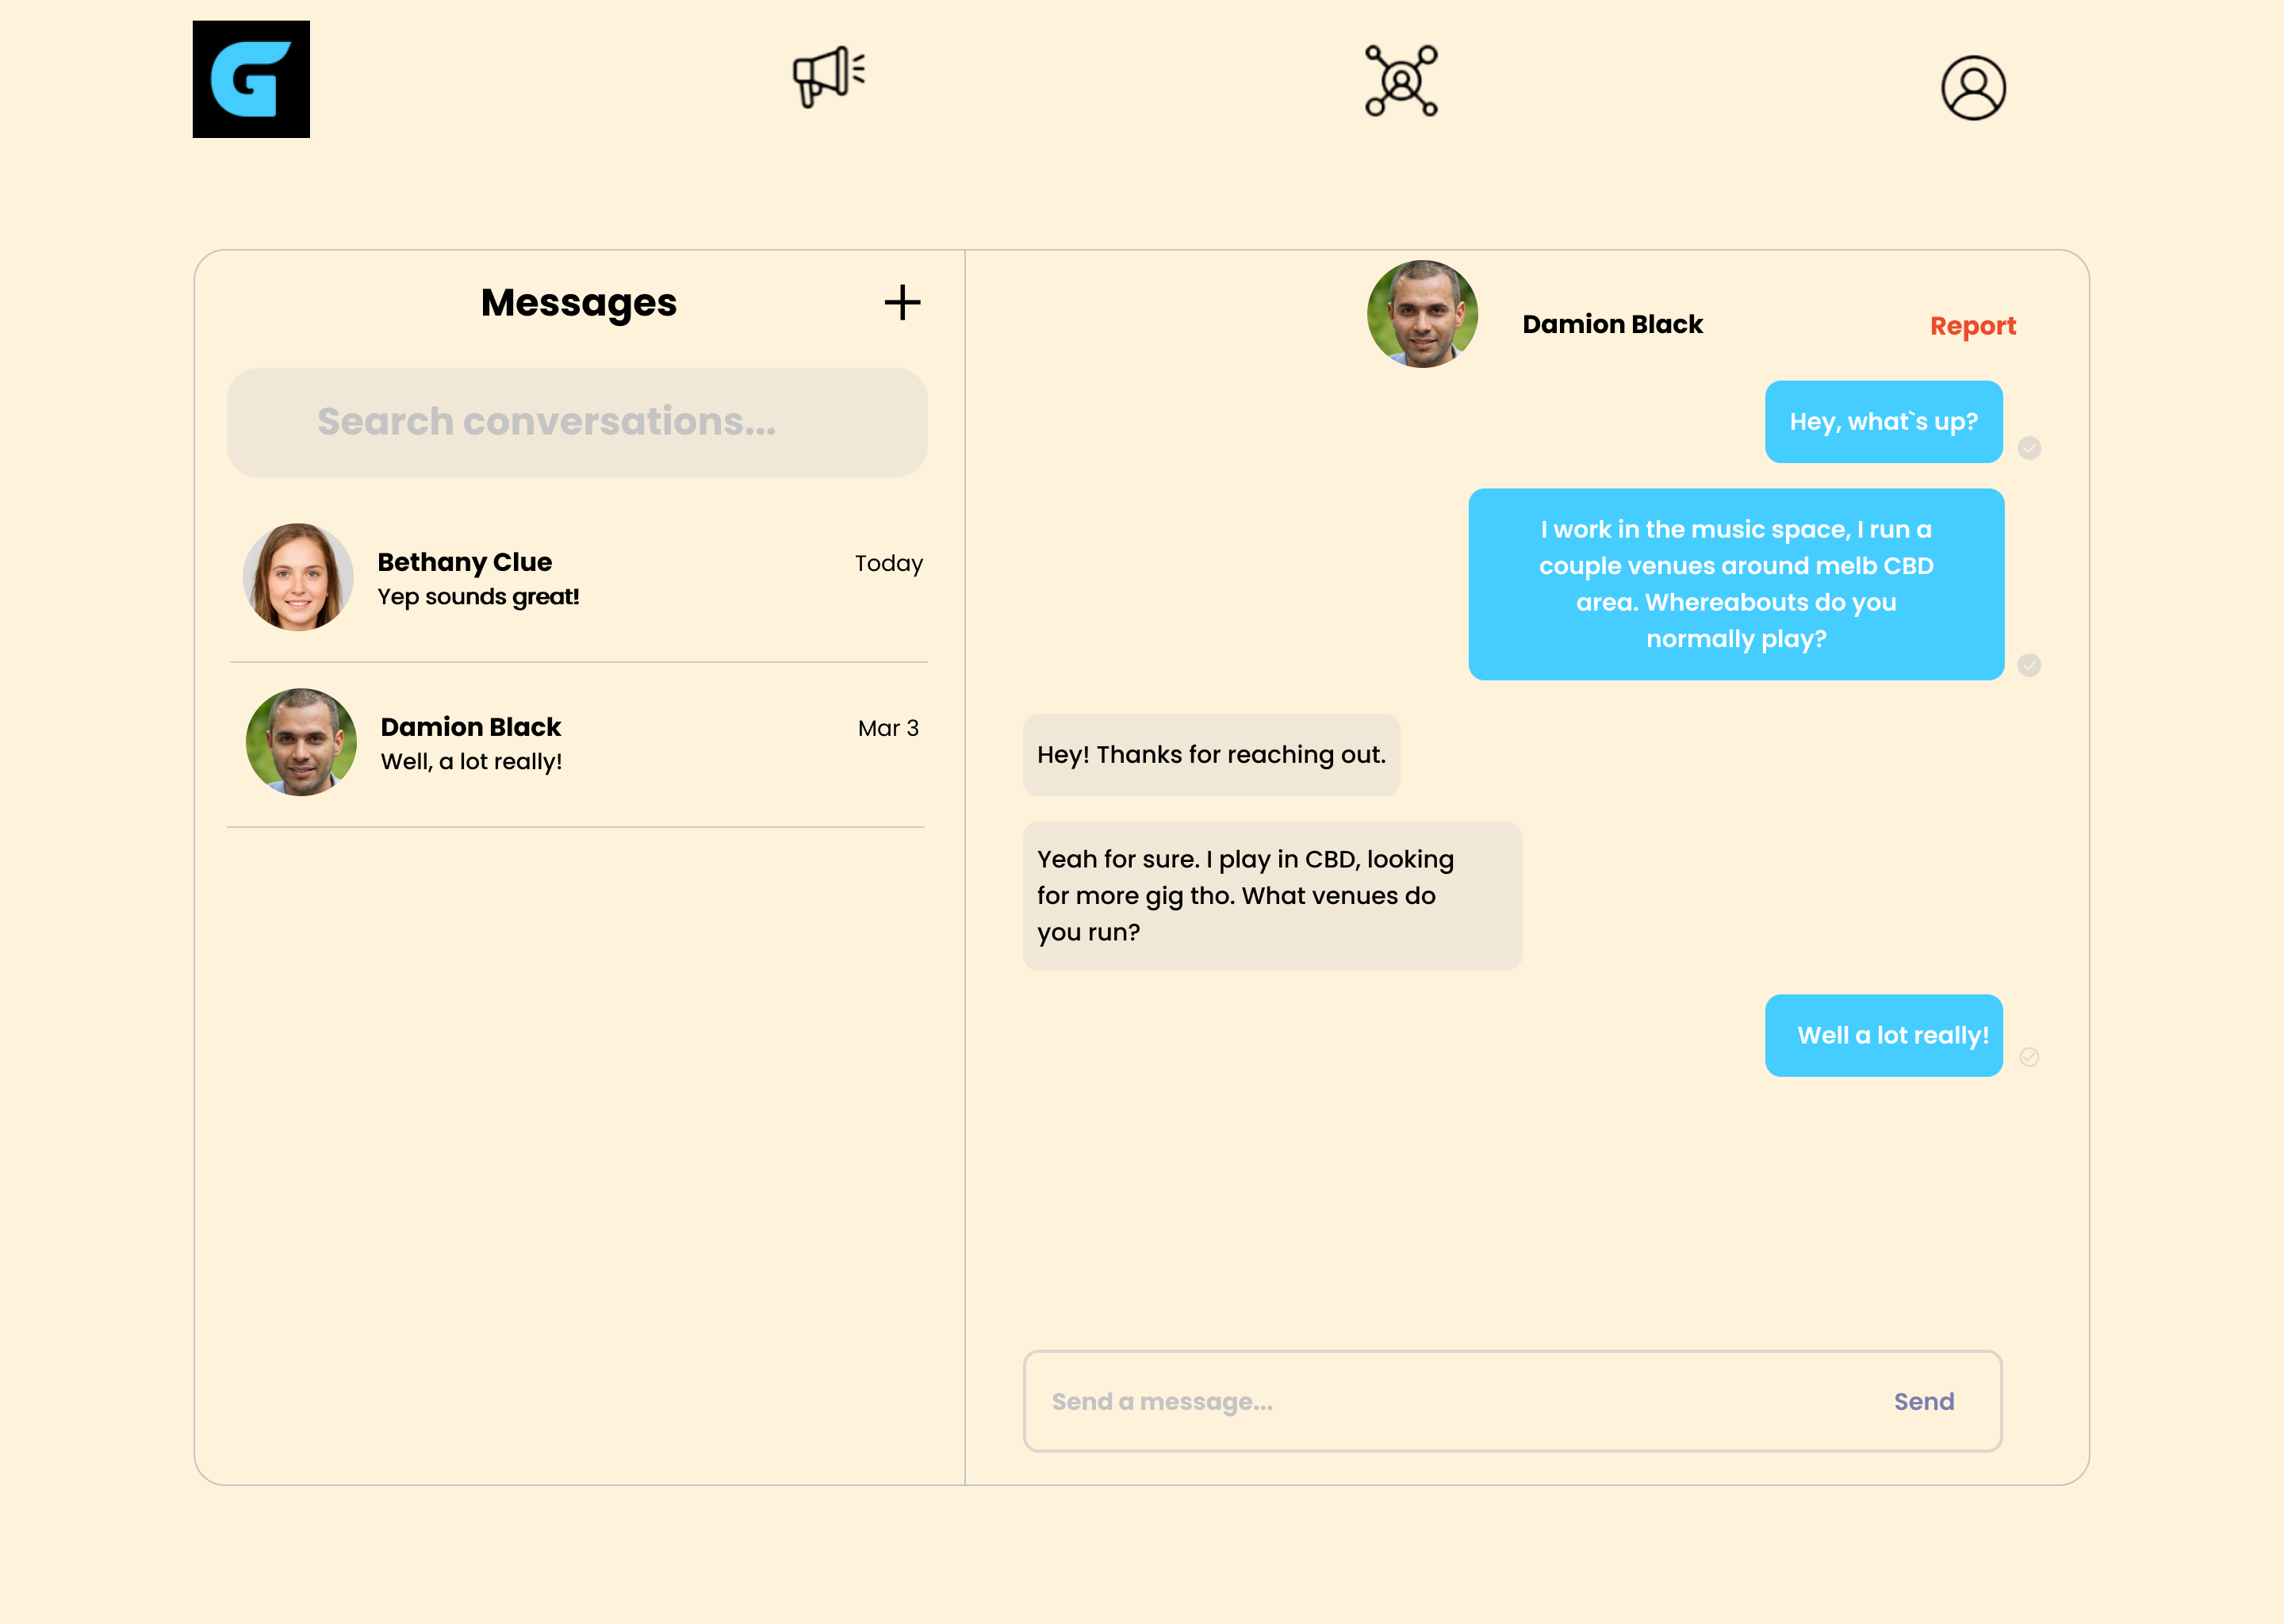 G
Messages
Search conversations...
Bethany Clue
Today
Yep sounds great!
Damion Black
Mar 3
Well, a lot really!
Damion Black
Report
Hey, what`s up?
I work in the music space, I run a
couple venues around melb CBD
area. Whereabouts do you
normally play?
Hey! Thanks for reaching out.
Yeah for sure. I play in CBD, looking
for more gig tho. What venues do
you run?
Well a lot really!
Send a message...
Send